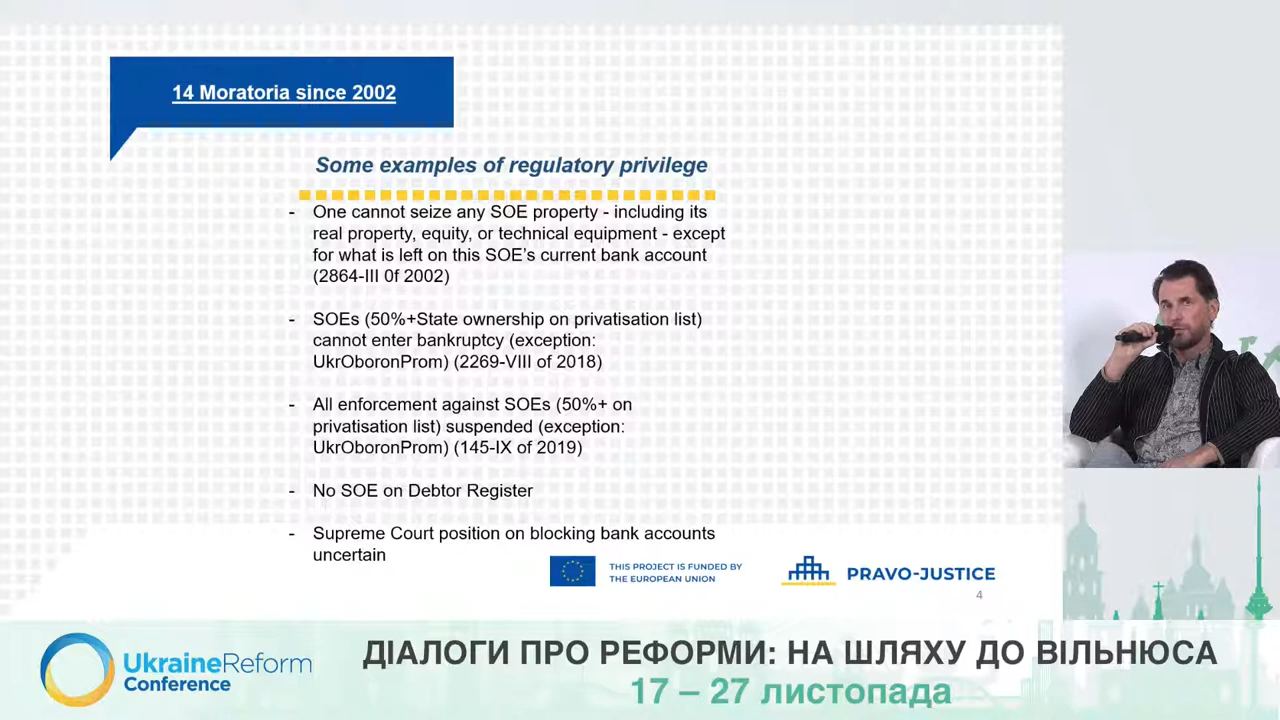 14 Moratoria since 2002
Some examples of regulatory privilege
- One cannot seize any SOE property - including its
real property, equity, or technical equipment - except
for what is left on this SOE's current bank account
(2864-III 0f 2002)
- SOEs (50%+State ownership on privatisation list)
cannot enter bankruptcy (exception:
UkrOboronProm) (2269-VIII of 2018)
- All enforcement against SOEs (50%+ on
privatisation list) suspended (exception:
UkrOboronProm) (145-IX of 2019)
- No SOE on Debtor Register
- Supreme Court position on blocking bank accounts
uncertain
THIS PROJECT IS FUNDED BY
THE EUROPEAN UNION
PRAVO-JUSTICE
4
UkraineReform
Conference
ДІАЛОГИ ПРО РЕФОРМИ: НА ШЛЯХУ ДО ВІЛЬНЮСА
17 – 27 листопада